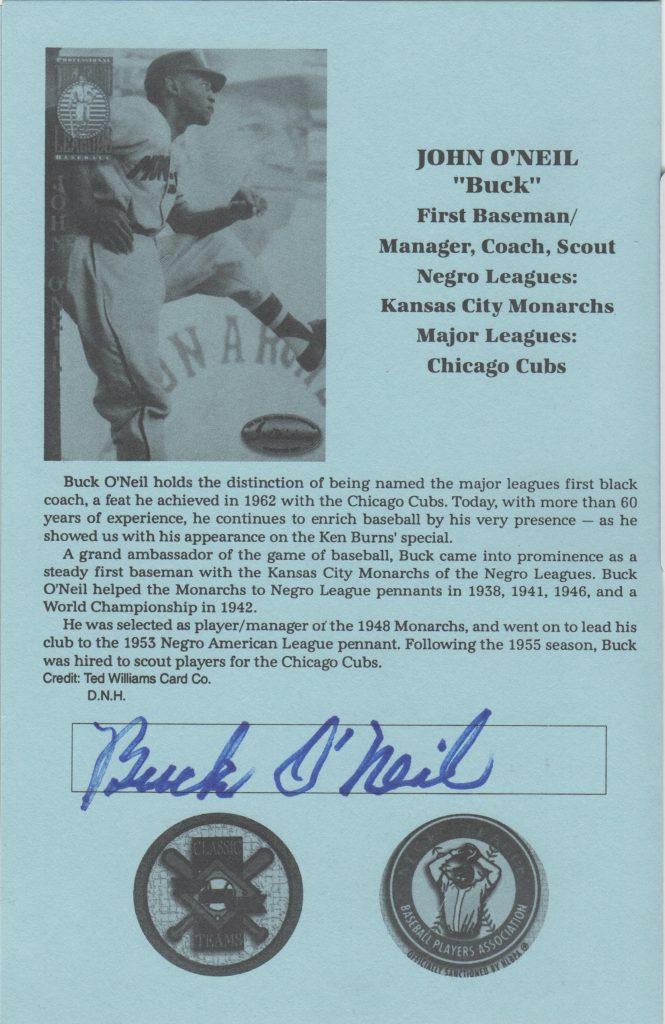 PROFESSIONAL
LEAGUES
BASEBALL
JOHN O'NEIL
"Buck"
First Baseman/
Manager, Coach, Scout
Negro Leagues:
Kansas City Monarchs
Major Leagues:
Chicago Cubs
Buck O'Neil holds the distinction of being named the major leagues first black
coach, a feat he achieved in 1962 with the Chicago Cubs. Today, with more than 60
years of experience, he continues to enrich baseball by his very presence — as he
showed us with his appearance on the Ken Burns' special.
A grand ambassador of the game of baseball, Buck came into prominence as a
steady first baseman with the Kansas City Monarchs of the Negro Leagues. Buck
O'Neil helped the Monarchs to Negro League pennants in 1938, 1941, 1946, and a
World Championship in 1942.
He was selected as player/manager of the 1948 Monarchs, and went on to lead his
club to the 1953 Negro American League pennant. Following the 1955 season, Buck
was hired to scout players for the Chicago Cubs.
Credit: Ted Williams Card Co.
D.N.H.
Buck O'Neil
CLASSIC
TEAMS
BASEBALL PLAYERS ASSOCIATION
OFFICIALLY SANCTIONED BY NLBPA ®